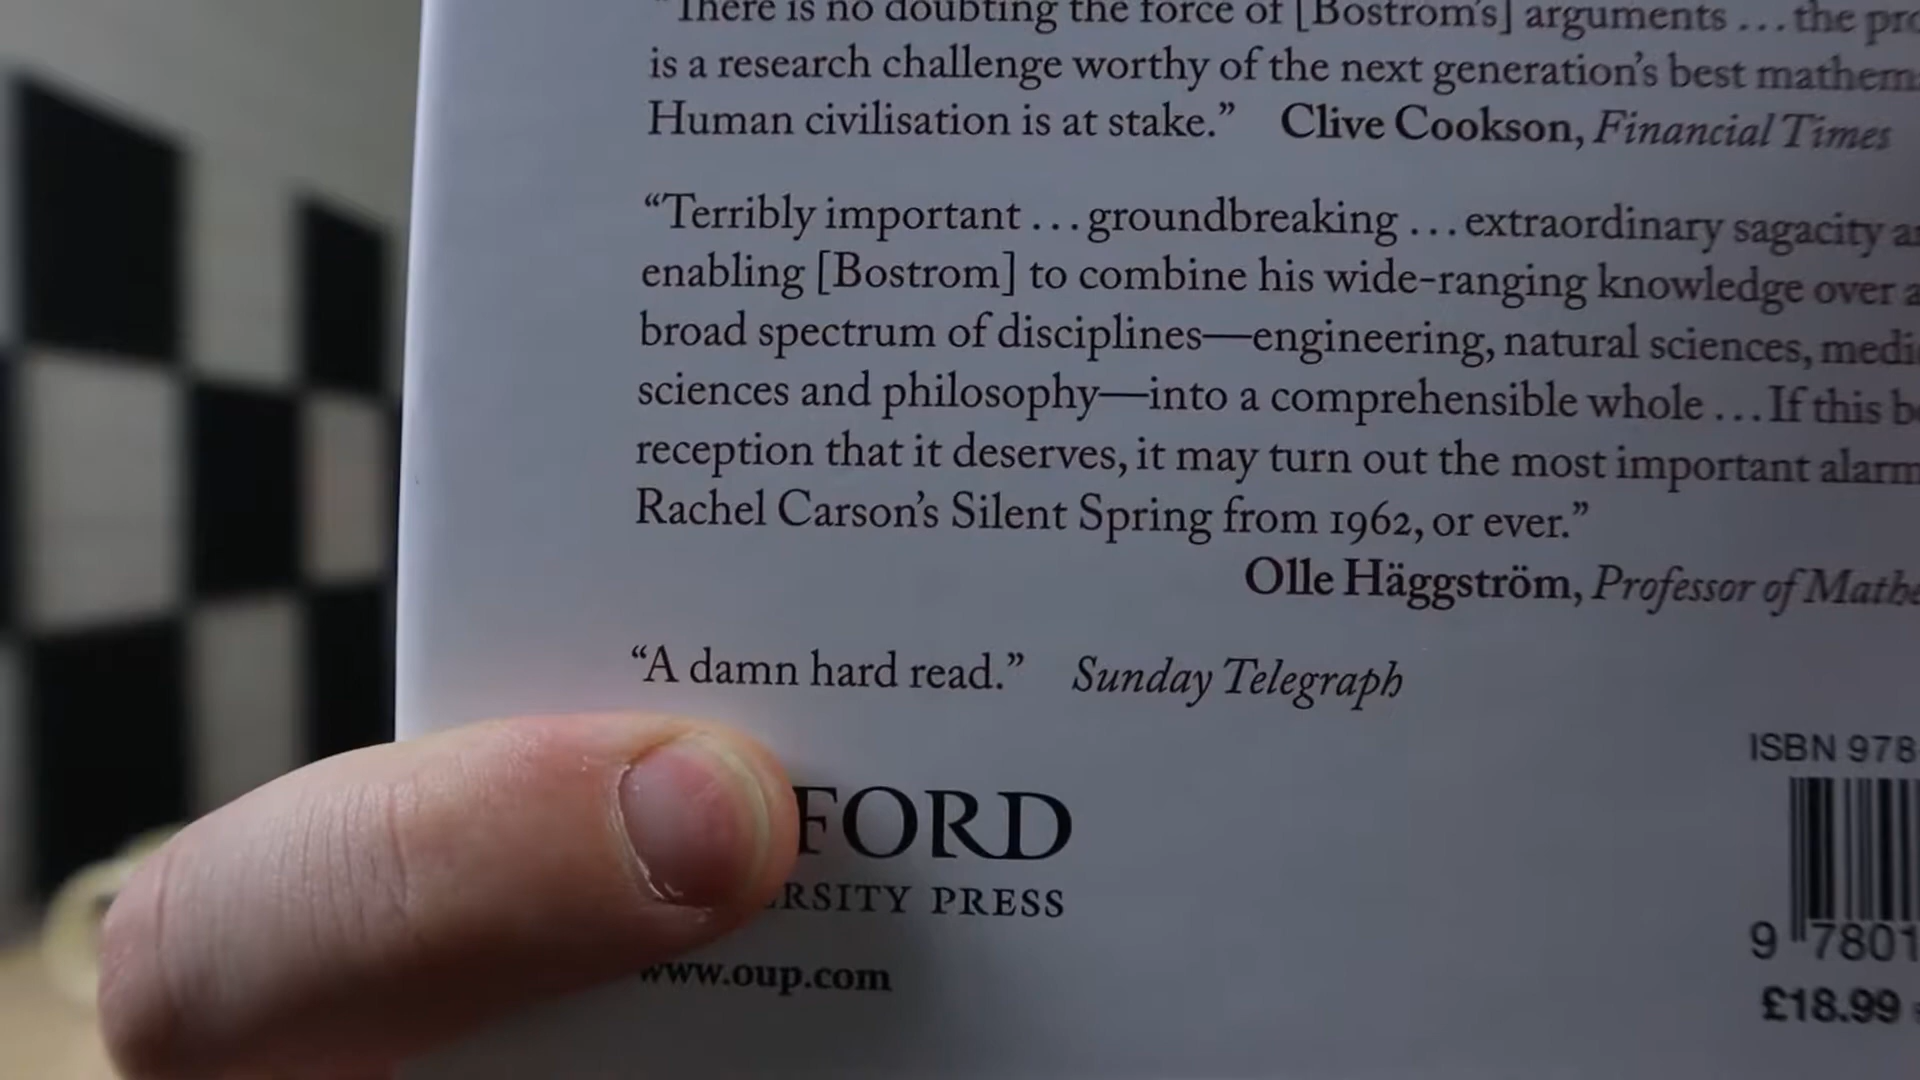 "There is no doubting the force of [Bostrom's] arguments ... the
is a research challenge worthy of the next generation's best
Human civilisation is at stake." Clive Cookson, Financial Times
"Terribly important ... groundbreaking ... extraordinary sagacity
enabling [Bostrom] to combine his wide-ranging knowledge over
broad spectrum of disciplines—engineering, natural sciences,
sciences and philosophy—into a comprehensible whole ... If this
reception that it deserves, it may turn out the most important alarm
Rachel Carson's Silent Spring from 1962, or ever."
Olle Häggström, Professor of
"A damn hard read." Sunday Telegraph
ISBN 978
FORD
RSITY PRESS
9 7801
www.oup.com
£18.99